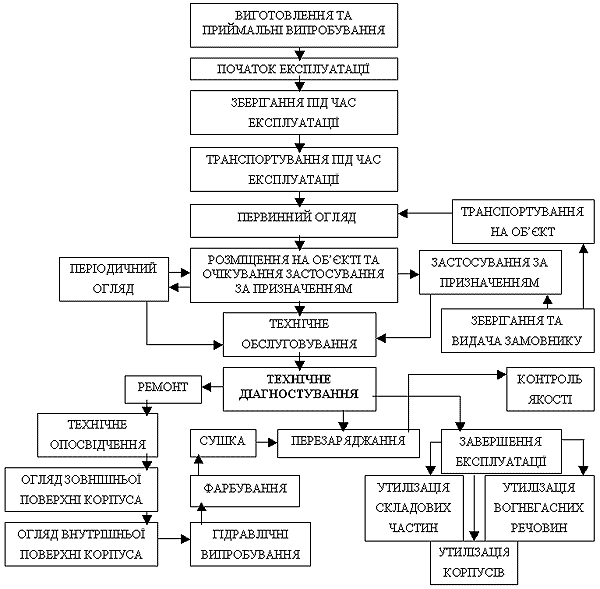 ВИГОТОВЛЕННЯ ТА
ПРИЙМАЛЬНІ ВИПРОБУВАННЯ
ПОЧАТОК ЕКСПЛУАТАЦІЇ
ЗБЕРІГАННЯ ПІД ЧАС
ЕКСПЛУАТАЦІЇ
ТРАНСПОРТУВАННЯ ПІД ЧАС
ЕКСПЛУАТАЦІЇ
ПЕРВИННИЙ ОГЛЯД
ТРАНСПОРТУВАННЯ
НА ОБ’ЄКТ
ПЕРІОДИЧНИЙ
ОГЛЯД
РОЗМІЩЕННЯ НА ОБ’ЄКТІ ТА
ОЧІКУВАННЯ ЗАСТОСУВАННЯ
ЗА ПРИЗНАЧЕННЯМ
ЗАСТОСУВАННЯ ЗА
ПРИЗНАЧЕННЯМ
ТЕХНІЧНЕ
ОБСЛУГОВУВАННЯ
ЗБЕРІГАННЯ ТА
ВИДАЧА ЗАМОВНИКУ
РЕМОНТ
ТЕХНІЧНЕ
ДІАГНОСТУВАННЯ
КОНТРОЛЬ
ЯКОСТІ
ТЕХНІЧНЕ
ОПОСВІДЧЕННЯ
СУШКА
ПЕРЕЗАРЯДЖАННЯ
ЗАВЕРШЕННЯ
ЕКСПЛУАТАЦІЇ
ОГЛЯД ЗОВНІШНЬОЇ
ПОВЕРХНІ КОРПУСА
ФАРБУВАННЯ
УТИЛІЗАЦІЯ
СКЛАДОВИХ
ЧАСТИН
УТИЛІЗАЦІЯ
ВОГНЕГАСНИХ
РЕЧОВИН
ОГЛЯД ВНУТРІШНЬОЇ
ПОВЕРХНІ КОРПУСА
ГІДРАВЛІЧНІ
ВИПРОБУВАННЯ
УТИЛІЗАЦІЯ
КОРПУСІВ